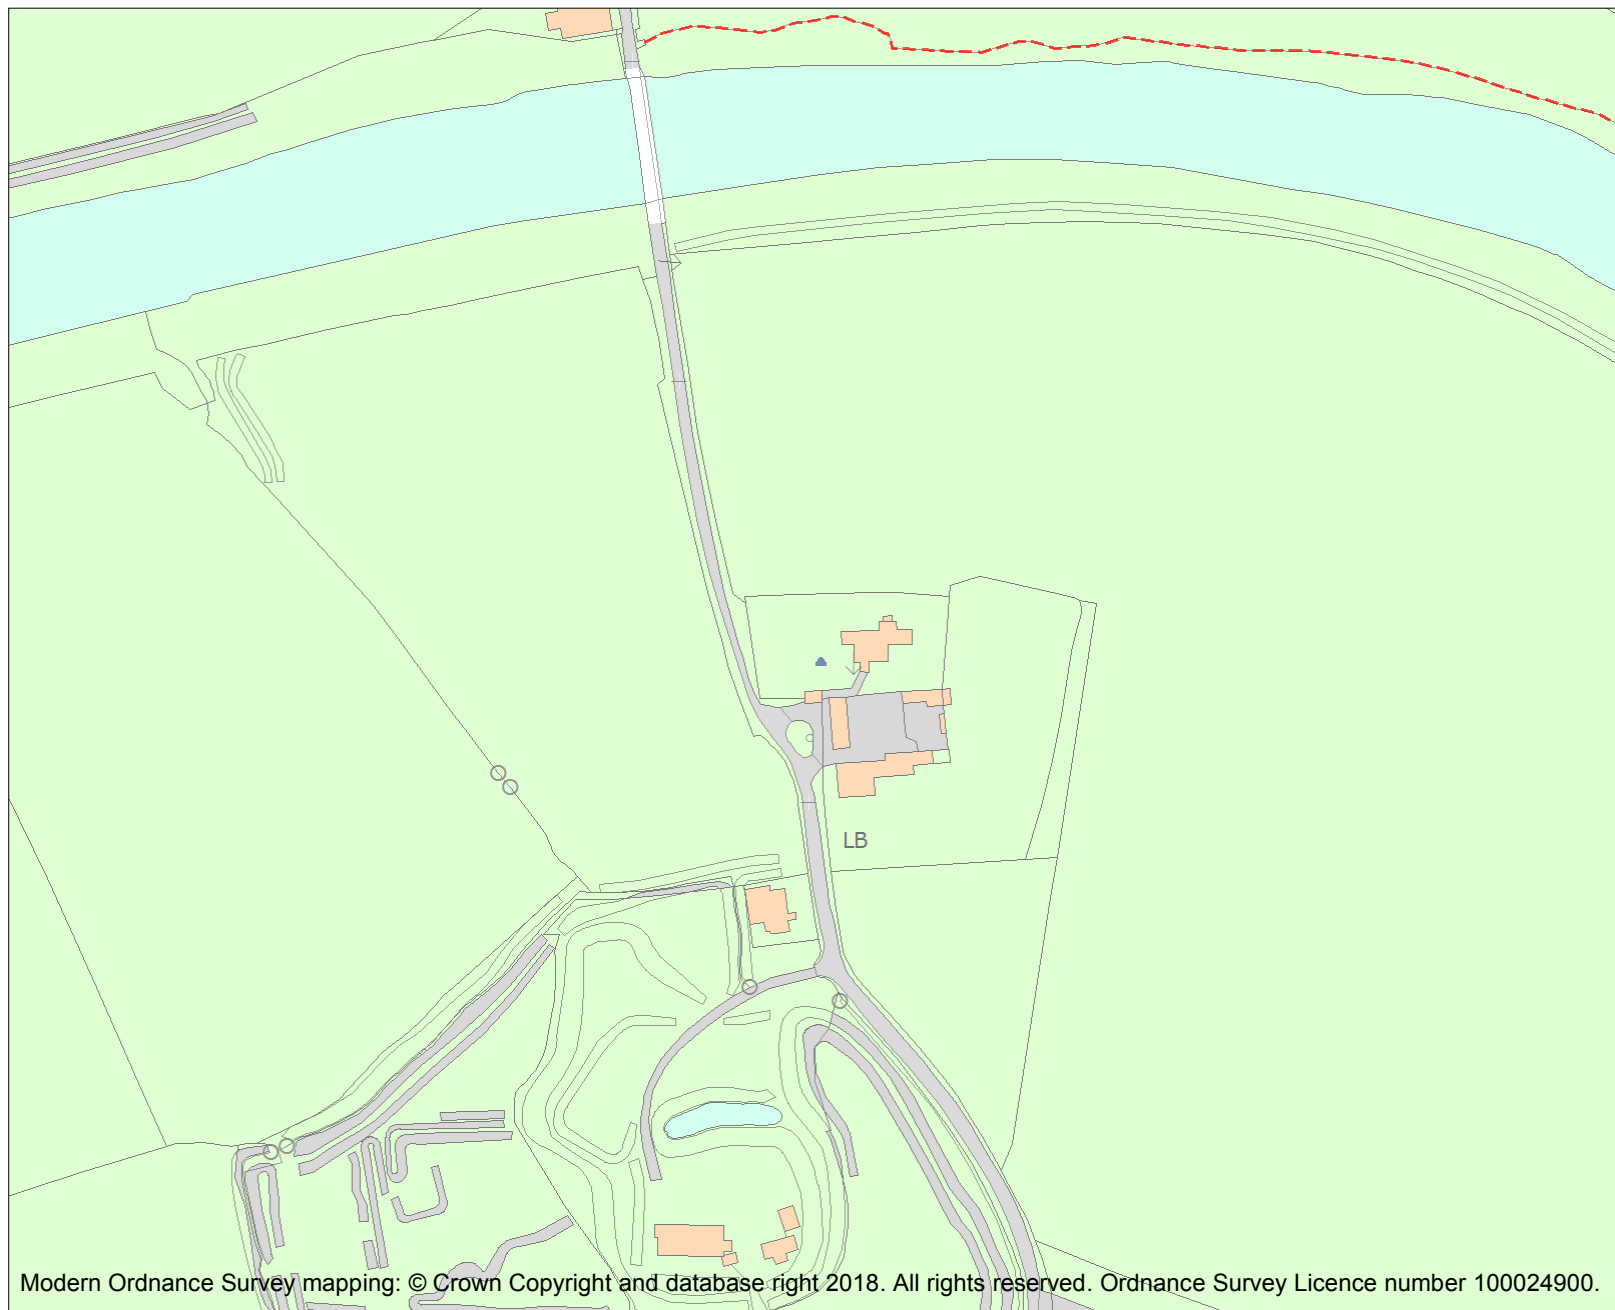 LB
Modern Ordnance Survey mapping: © Crown Copyright and database right 2018. All rights reserved. Ordnance Survey Licence number 100024900.